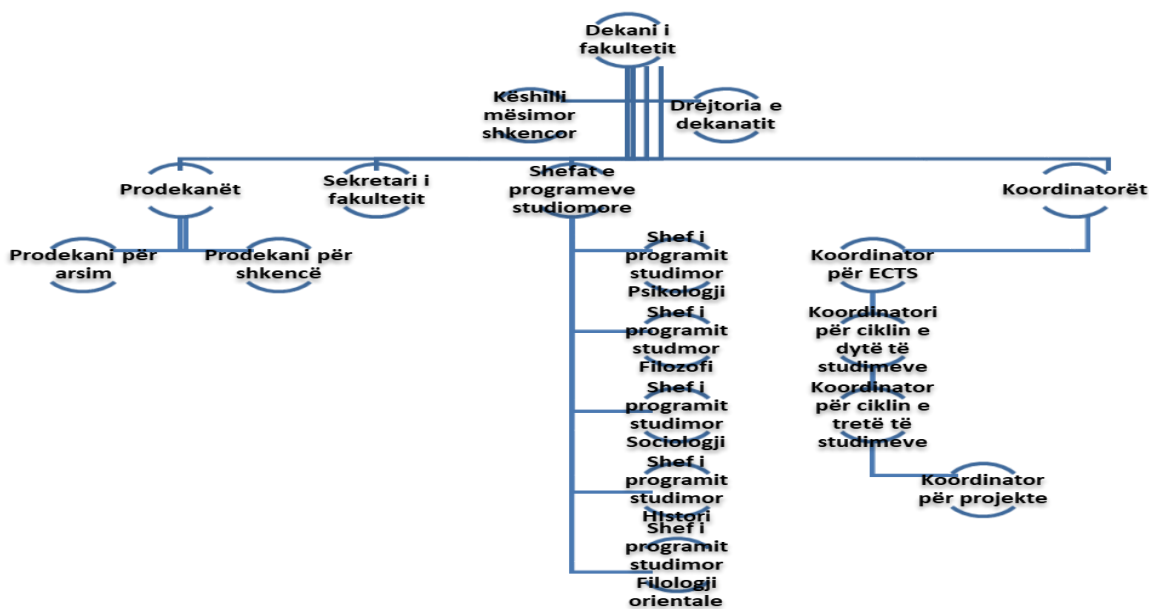 Dekani i
fakultetit
Këshilli
mësimor
shkencor
Drejtoria e
dekanatit
Prodekanët
Sekretari i
fakultetit
Shefat e
programeve
studiomore
Koordinatorët
Prodekani për
arsim
Prodekani për
shkencë
Shef i
programit
studimor
Psikologji
Shef i
programit
studmor
Filozofi
Shef i
programit
studimor
Sociologji
Shef i
programit
studimor
Histori
Shef i
programit
studimor
Filologji
orientale
Koordinator
për ECTS
Koordinatori
për ciklin e
dytë të
studimeve
Koordinator
për ciklin e
tretë të
studimeve
Koordinator
për projekte